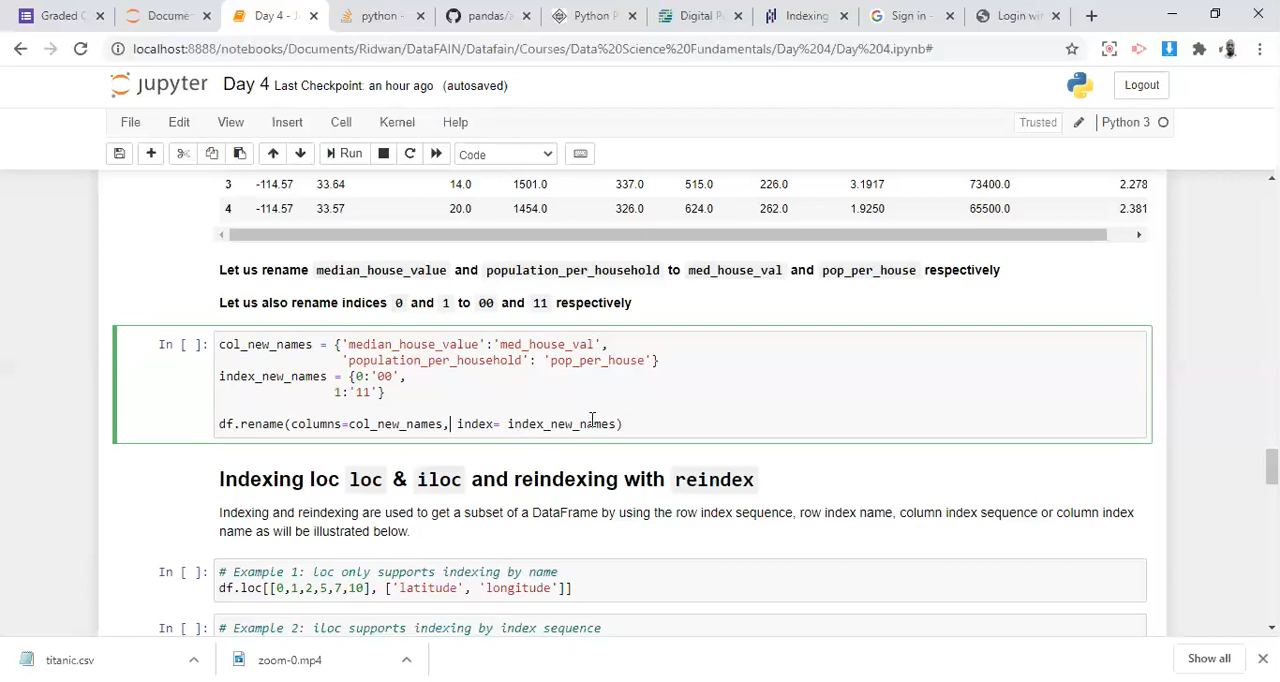 Graded Q
Docume
Day 4 - J
python -
pandas/a
Python P
Digital P
Indexing
Sign in -
Login wi
localhost:8888/notebooks/Documents/Ridwan/DataFAIN/Datafain/Courses/Data%20Science%20Fundamentals/Day%204/Day%204.ipynb#
jupyter Day 4 Last Checkpoint: an hour ago (autosaved)
Logout
File Edit View Insert Cell Kernel Help
Trusted Python 3
Run Code
3 -114.57 33.64 14.0 1501.0 337.0 515.0 226.0 3.1917 73400.0 2.278
4 -114.57 33.57 20.0 1454.0 326.0 624.0 262.0 1.9250 65500.0 2.381
Let us rename median_house_value and population_per_household to med_house_val and pop_per_house respectively
Let us also rename indices 0 and 1 to 00 and 11 respectively
In [ ]: col_new_names = {'median_house_value':'med_house_val',
'population_per_household': 'pop_per_house'}
index_new_names = {0:'00',
1:'11'}
df.rename(columns=col_new_names, index= index_new_names)
Indexing loc loc & iloc and reindexing with reindex
Indexing and reindexing are used to get a subset of a DataFrame by using the row index sequence, row index name, column index sequence or column index
name as will be illustrated below.
In [ ]: # Example 1: loc only supports indexing by name
df.loc[[0,1,2,5,7,10], ['latitude', 'longitude']]
In [ ]: # Example 2: iloc supports indexing by index sequence
titanic.csv
zoom-0.mp4
Show all